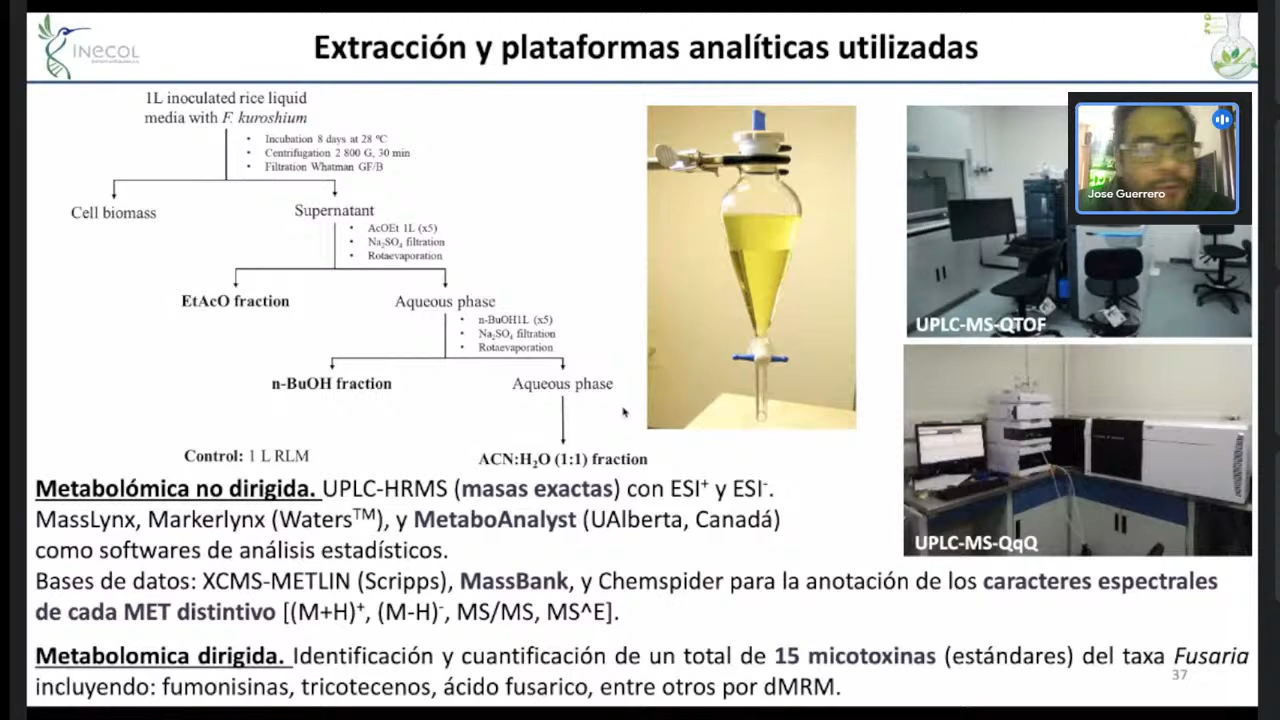 INECOL
Extracción y plataformas analíticas utilizadas
1L inoculated rice liquid
media with F. kuroshium
• Incubation 8 days at 28 ºC
• Centrifugation 2 800 G, 30 min
• Filtration Whatman GF/B
Cell biomass
Supernatant
• AcOEt 1L (x5)
• Na₂SO₄ filtration
• Rotaevaporation
EtAcO fraction
Aqueous phase
• n-BuOH1L (x5)
• Na₂SO₄ filtration
• Rotaevaporation
n-BuOH fraction
Aqueous phase
Control: 1 L RLM
ACN:H₂O (1:1) fraction
Jose Guerrero
UPLC-MS-QTOF
UPLC-MS-QqQ
Metabolómica no dirigida. UPLC-HRMS (masas exactas) con ESI⁺ y ESI⁻.
MassLynx, Markerlynx (Waters™), y MetaboAnalyst (UAlberta, Canadá)
como softwares de análisis estadísticos.
Bases de datos: XCMS-METLIN (Scripps), MassBank, y Chemspider para la anotación de los caracteres espectrales
de cada MET distintivo [(M+H)⁺, (M-H)⁻, MS/MS, MS^E].
Metabolomica dirigida. Identificación y cuantificación de un total de 15 micotoxinas (estándares) del taxa Fusaria
incluyendo: fumonisinas, tricotecenos, ácido fusarico, entre otros por dMRM.
37